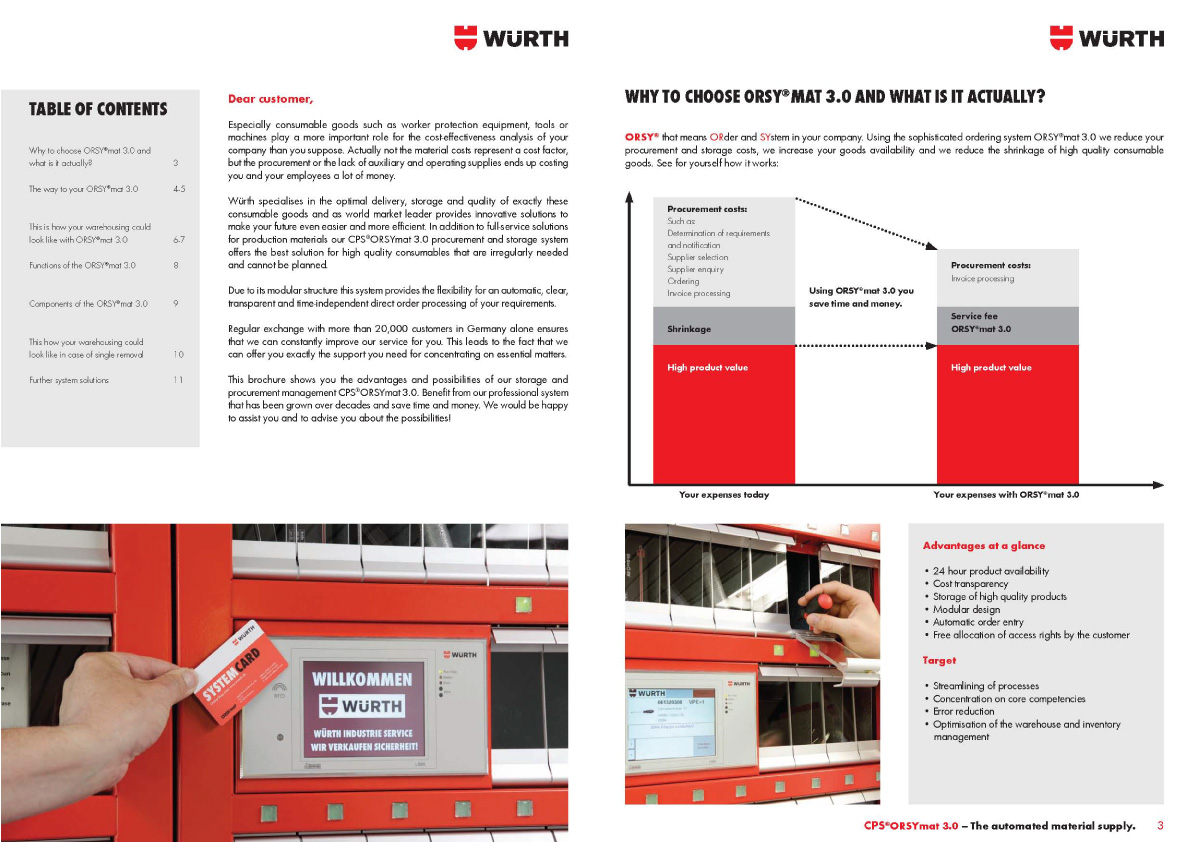 WÜRTH
TABLE OF CONTENTS
Why to choose ORSY®mat 3.0 and
what is it actually? 3
The way to your ORSY®mat 3.0 4-5
This is how your warehousing could
look like with ORSY®mat 3.0 6-7
Functions of the ORSY®mat 3.0 8
Components of the ORSY®mat 3.0 9
This how your warehousing could
look like in case of single removal 10
Further system solutions 11
Dear customer,
Especially consumable goods such as worker protection equipment, tools or
machines play a more important role for the cost-effectiveness analysis of your
company than you suppose. Actually not the material costs represent a cost factor,
but the procurement or the lack of auxiliary and operating supplies ends up costing
you and your employees a lot of money.
Würth specialises in the optimal delivery, storage and quality of exactly these
consumable goods and as world market leader provides innovative solutions to
make your future even easier and more efficient. In addition to full-service solutions
for production materials our CPS®ORSYmat 3.0 procurement and storage system
offers the best solution for high quality consumables that are irregularly needed
and cannot be planned.
Due to its modular structure this system provides the flexibility for an automatic, clear,
transparent and time-independent direct order processing of your requirements.
Regular exchange with more than 20,000 customers in Germany alone ensures
that we can constantly improve our service for you. This leads to the fact that we
can offer you exactly the support you need for concentrating on essential matters.
This brochure shows you the advantages and possibilities of our storage and
procurement management CPS®ORSYmat 3.0. Benefit from our professional system
that has been grown over decades and save time and money. We would be happy
to assist you and to advise you about the possibilities!
WÜRTH
SYSTEMCARD
WÜRTH
RFID
WILLKOMMEN
WÜRTH
WÜRTH INDUSTRIE SERVICE
WIR VERKAUFEN SICHERHEIT!
WÜRTH
WHY TO CHOOSE ORSY®MAT 3.0 AND WHAT IS IT ACTUALLY?
ORSY® that means ORder and SYstem in your company. Using the sophisticated ordering system ORSY®mat 3.0 we reduce your
procurement and storage costs, we increase your goods availability and we reduce the shrinkage of high quality consumable
goods. See for yourself how it works:
Procurement costs:
Such as:
Determination of requirements
and notification
Supplier selection
Supplier enquiry
Ordering
Invoice processing
Shrinkage
High product value
Using ORSY®mat 3.0 you
save time and money.
Procurement costs:
Invoice processing
Service fee
ORSY®mat 3.0
High product value
Your expenses today
Your expenses with ORSY®mat 3.0
WÜRTH
WÜRTH
Advantages at a glance
• 24 hour product availability
• Cost transparency
• Storage of high quality products
• Modular design
• Automatic order entry
• Free allocation of access rights by the customer
Target
• Streamlining of processes
• Concentration on core competencies
• Error reduction
• Optimisation of the warehouse and inventory
management
CPS®ORSYmat 3.0 – The automated material supply. 3